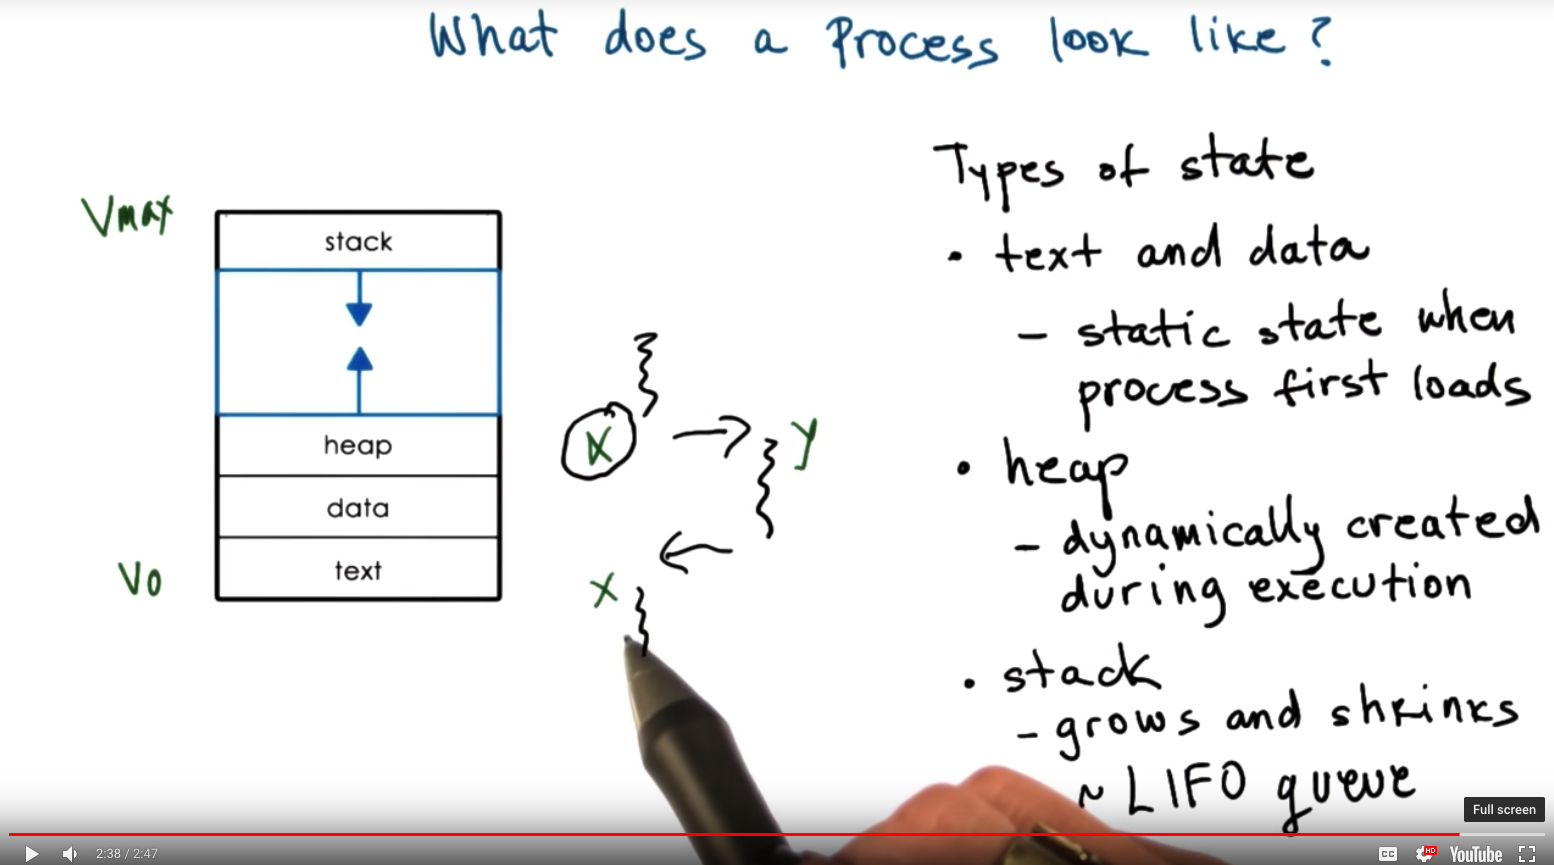 What does a Process look like?
Vmax
stack
heap
data
text
V0
X
y
X
Types of state
• text and data
– static state when
process first loads
• heap
– dynamically created
during execution
• stack
– grows and shrinks
~ LIFO queue
Full screen
2:38 / 2:47
CC
HD
YouTube